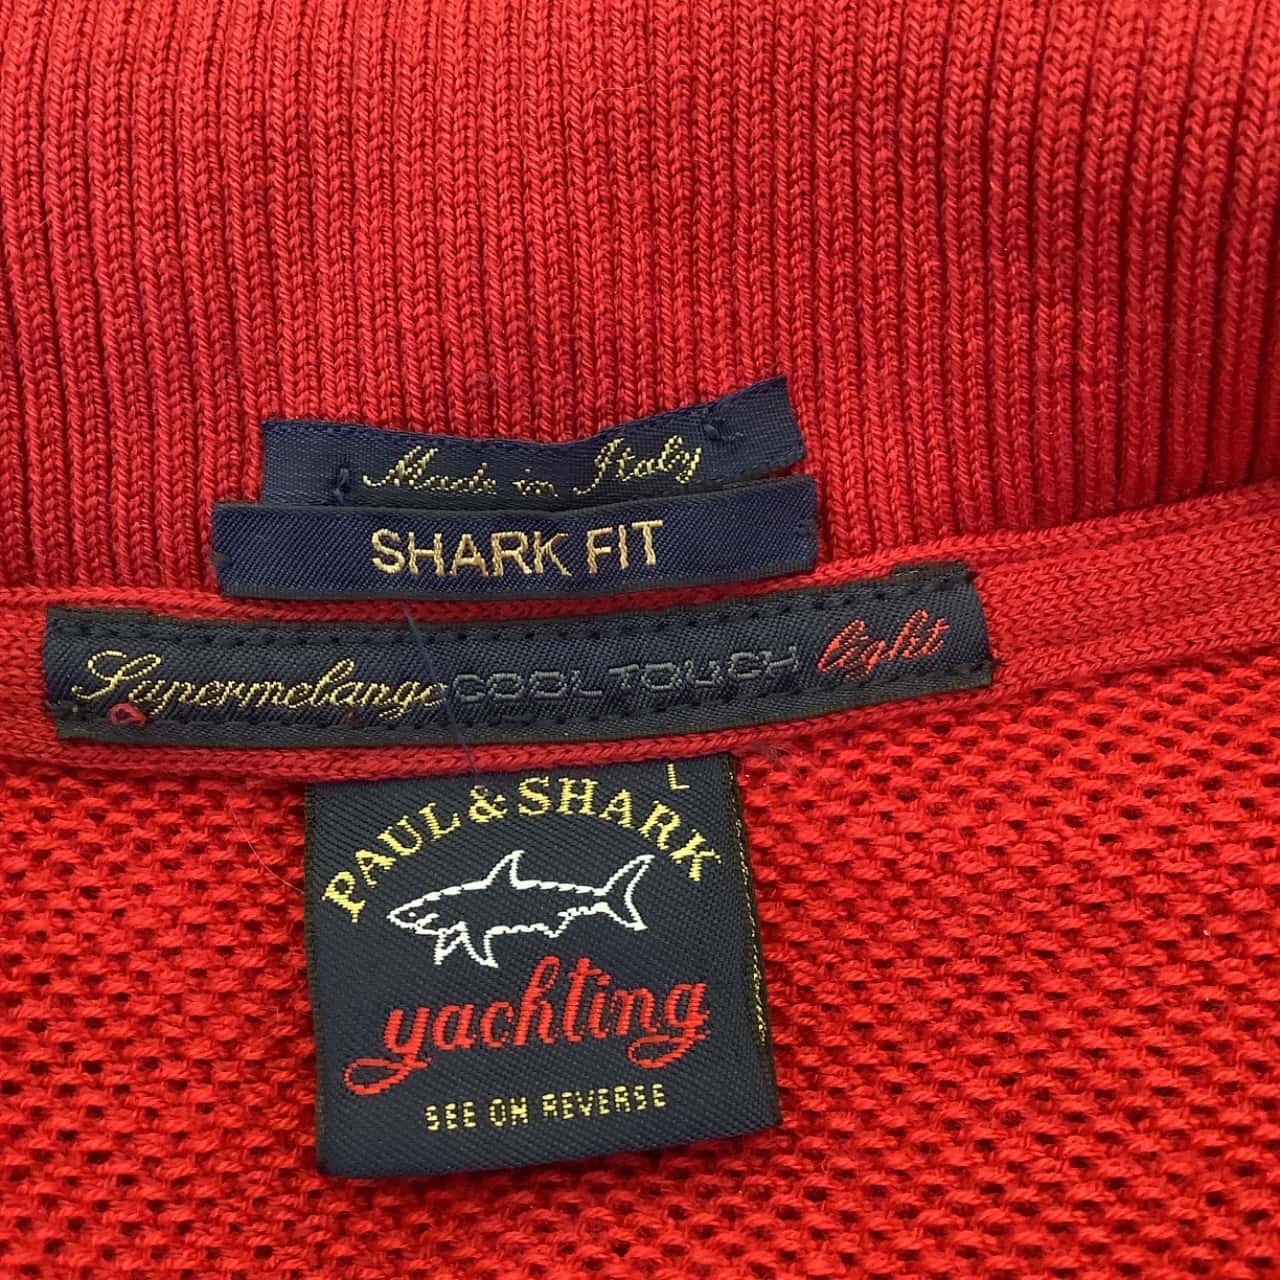 Made in Italy
SHARK FIT
Supermelange COOL TOUCH light
L
PAUL & SHARK
yachting
SEE ON REVERSE